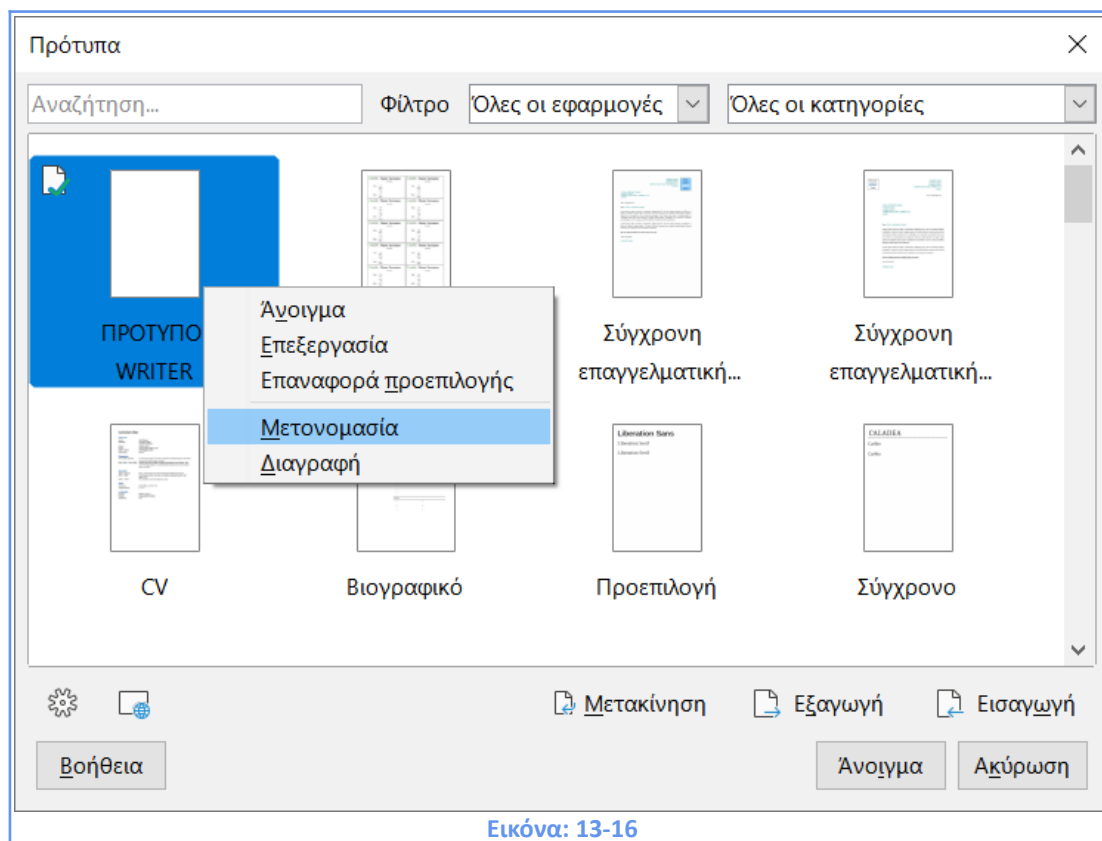 Πρότυπα
Αναζήτηση...
Φίλτρο
Όλες οι εφαρμογές
Όλες οι κατηγορίες
ΠΡΟΤΥΠΟ
WRITER
Άνοιγμα
Επεξεργασία
Επαναφορά προεπιλογής
Μετονομασία
Διαγραφή
Σύγχρονη
επαγγελματική...
Σύγχρονη
επαγγελματική...
Liberation Sans
Liberation Serif
Liberation Serif
CALADEA
Carlito
Carlito
CV
Βιογραφικό
Προεπιλογή
Σύγχρονο
Μετακίνηση
Εξαγωγή
Εισαγωγή
Βοήθεια
Άνοιγμα
Ακύρωση
Εικόνα: 13-16